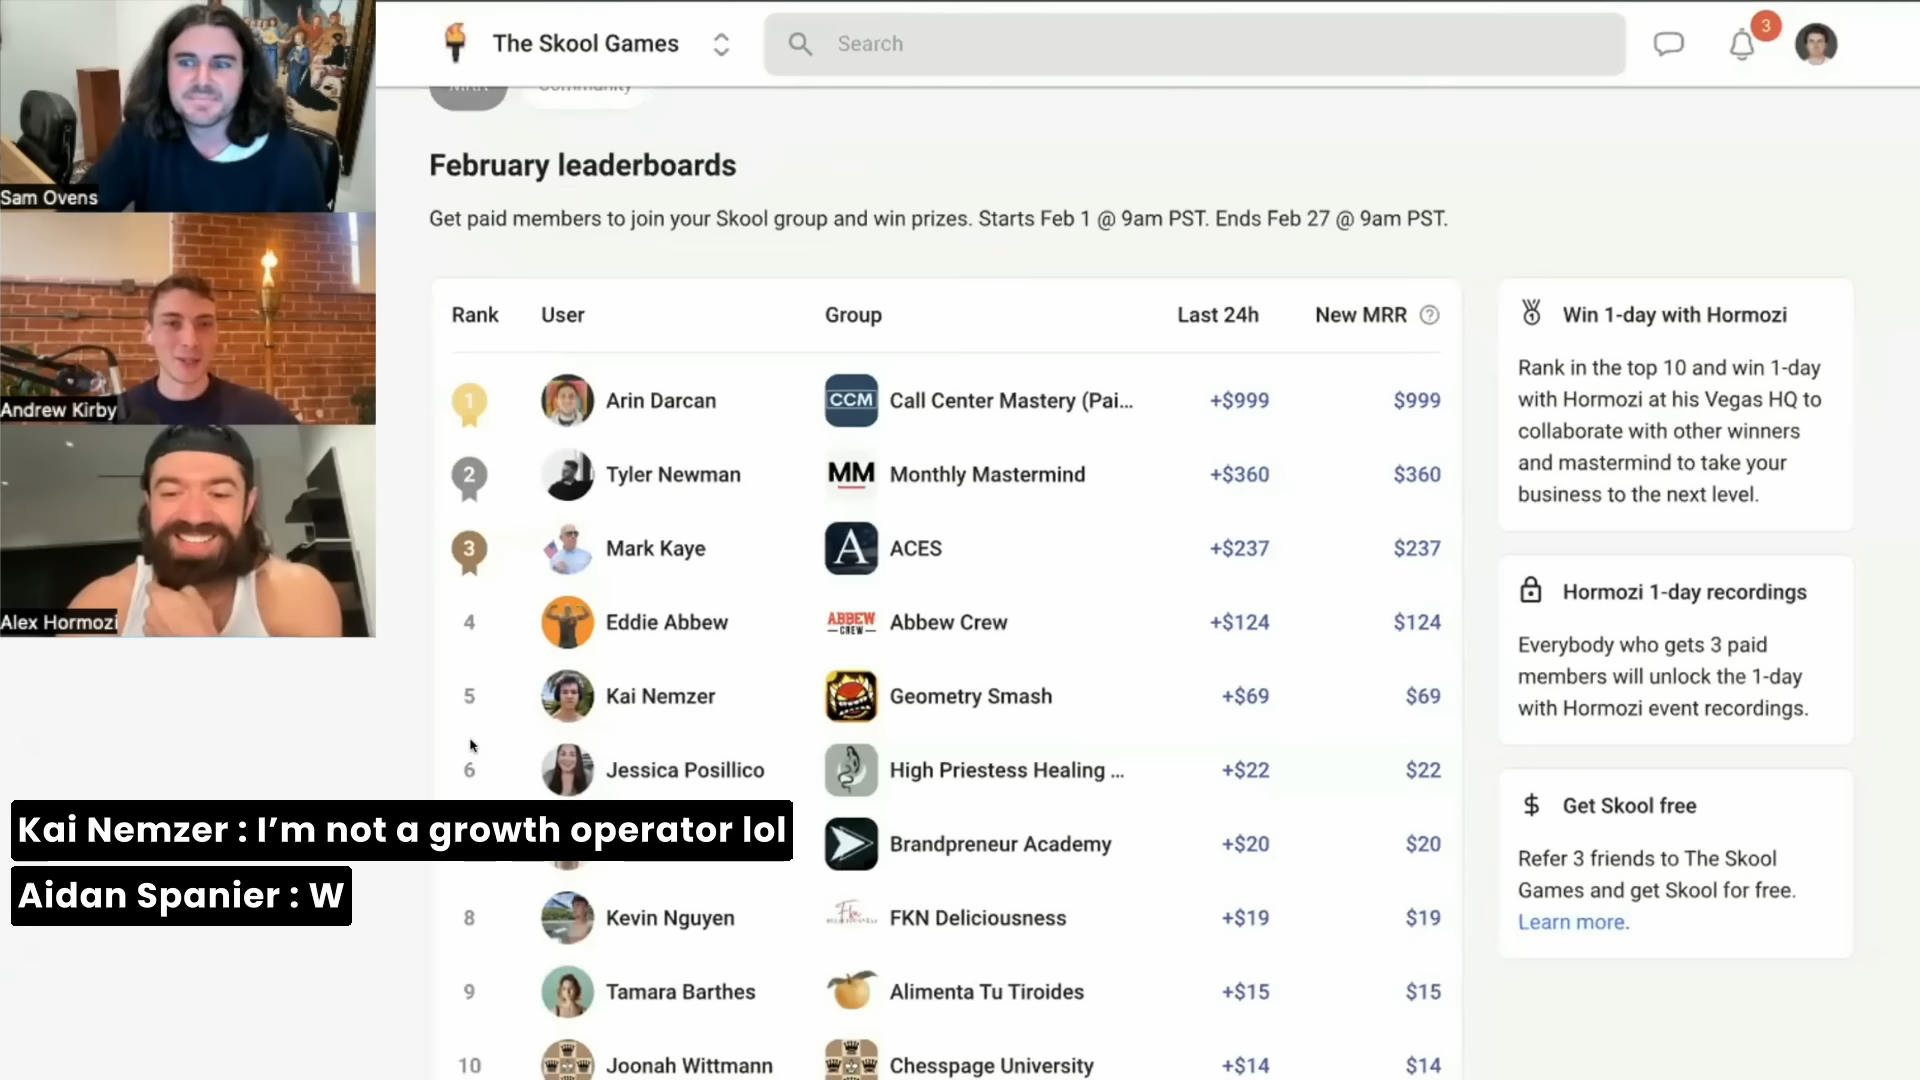 Sam Ovens
Andrew Kirby
Alex Hormozi
Kai Nemzer : I’m not a growth operator lol
Aidan Spanier : W
The Skool Games
Search
3
MRR
Community
February leaderboards
Get paid members to join your Skool group and win prizes. Starts Feb 1 @ 9am PST. Ends Feb 27 @ 9am PST.
Rank User Group Last 24h New MRR ?
1 Arin Darcan CCM Call Center Mastery (Pai... +$999 $999
2 Tyler Newman MM Monthly Mastermind +$360 $360
3 Mark Kaye A ACES +$237 $237
4 Eddie Abbew ABBEW CREW Abbew Crew +$124 $124
5 Kai Nemzer Geometry Smash +$69 $69
6 Jessica Posillico High Priestess Healing ... +$22 $22
Brandpreneur Academy +$20 $20
8 Kevin Nguyen FKN Deliciousness +$19 $19
9 Tamara Barthes Alimenta Tu Tiroides +$15 $15
10 Joonah Wittmann Chesspage University +$14 $14
1 Win 1-day with Hormozi
Rank in the top 10 and win 1-day
with Hormozi at his Vegas HQ to
collaborate with other winners
and mastermind to take your
business to the next level.
Hormozi 1-day recordings
Everybody who gets 3 paid
members will unlock the 1-day
with Hormozi event recordings.
$ Get Skool free
Refer 3 friends to The Skool
Games and get Skool for free.
Learn more.